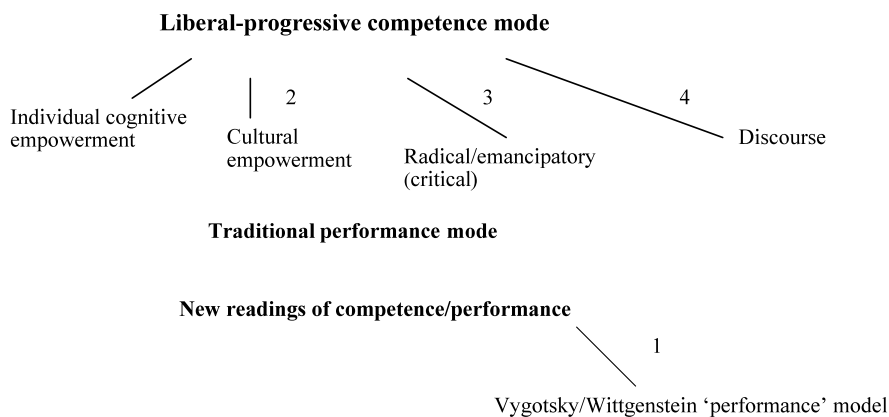 Liberal-progressive competence mode
2
3
4
Individual cognitive
empowerment
Cultural
empowerment
Radical/emancipatory
(critical)
Discourse
Traditional performance mode
New readings of competence/performance
1
Vygotsky/Wittgenstein ‘performance’ model